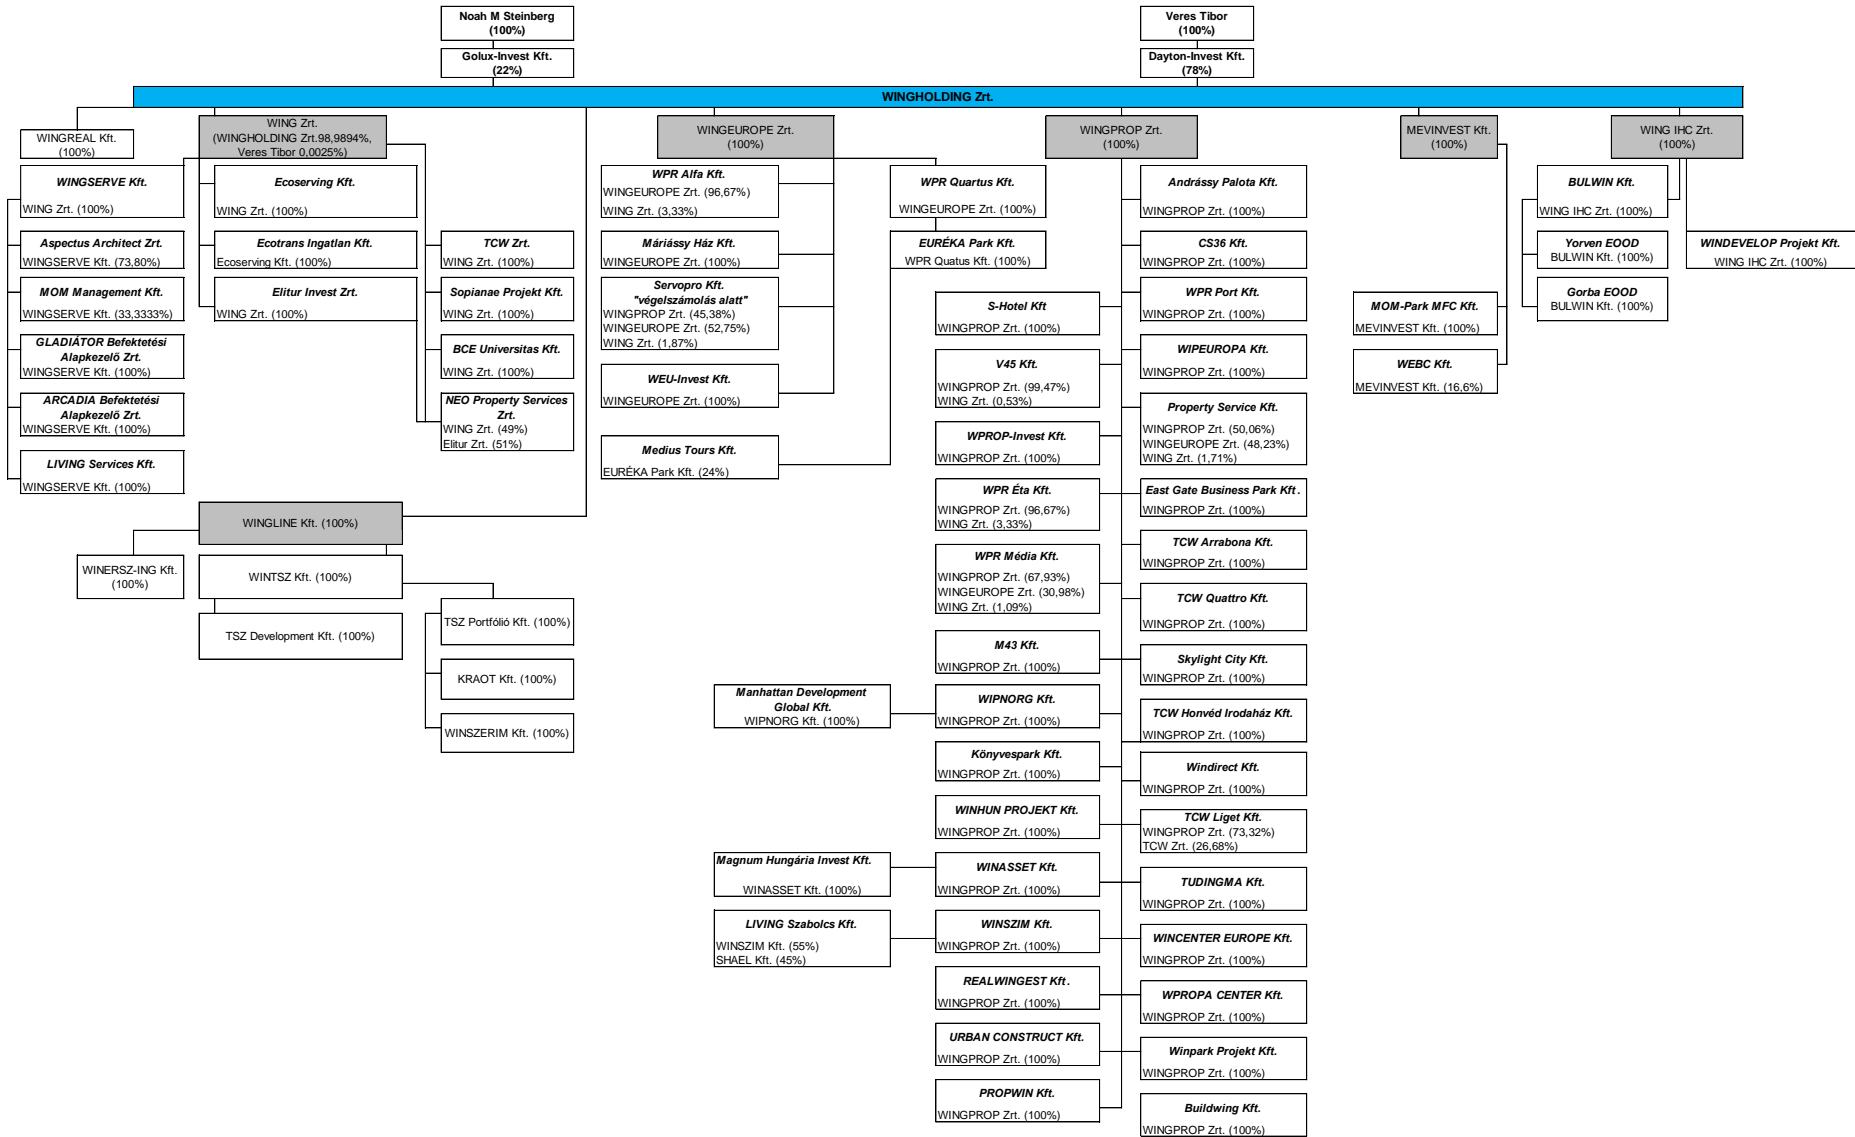 Noah M Steinberg
(100%)
Veres Tibor
(100%)
Golux-Invest Kft.
(22%)
Dayton-Invest Kft.
(78%)
WINGHOLDING Zrt.
WINGREAL Kft.
(100%)
WING Zrt.
(WINGHOLDING Zrt.98,9894%,
Veres Tibor 0,0025%)
WINGEUROPE Zrt.
(100%)
WINGPROP Zrt.
(100%)
MEVINVEST Kft.
(100%)
WING IHC Zrt.
(100%)
WINGSERVE Kft.
WING Zrt. (100%)
Aspectus Architect Zrt.
WINGSERVE Kft. (73,80%)
MOM Management Kft.
WINGSERVE Kft. (33,3333%)
GLADIÁTOR Befektetési
Alapkezelő Zrt.
WINGSERVE Kft. (100%)
ARCADIA Befektetési
Alapkezelő Zrt.
WINGSERVE Kft. (100%)
LIVING Services Kft.
WINGSERVE Kft. (100%)
Ecoserving Kft.
WING Zrt. (100%)
Ecotrans Ingatlan Kft.
Ecoserving Kft. (100%)
Elitur Invest Zrt.
WING Zrt. (100%)
TCW Zrt.
WING Zrt. (100%)
Sopianae Projekt Kft.
WING Zrt. (100%)
BCE Universitas Kft.
WING Zrt. (100%)
NEO Property Services
Zrt.
WING Zrt. (49%)
Elitur Zrt. (51%)
WINGLINE Kft. (100%)
WINERSZ-ING Kft.
(100%)
WINTSZ Kft. (100%)
TSZ Development Kft. (100%)
TSZ Portfólió Kft. (100%)
KRAOT Kft. (100%)
WINSZERIM Kft. (100%)
WPR Alfa Kft.
WINGEUROPE Zrt. (96,67%)
WING Zrt. (3,33%)
Máriássy Ház Kft.
WINGEUROPE Zrt. (100%)
Servopro Kft.
"végelszámolás alatt"
WINGPROP Zrt. (45,38%)
WINGEUROPE Zrt. (52,75%)
WING Zrt. (1,87%)
WEU-Invest Kft.
WINGEUROPE Zrt. (100%)
Medius Tours Kft.
EURÉKA Park Kft. (24%)
WPR Quartus Kft.
WINGEUROPE Zrt. (100%)
EURÉKA Park Kft.
WPR Quatus Kft. (100%)
S-Hotel Kft
WINGPROP Zrt. (100%)
V45 Kft.
WINGPROP Zrt. (99,47%)
WING Zrt. (0,53%)
WPROP-Invest Kft.
WINGPROP Zrt. (100%)
WPR Éta Kft.
WINGPROP Zrt. (96,67%)
WING Zrt. (3,33%)
WPR Média Kft.
WINGPROP Zrt. (67,93%)
WINGEUROPE Zrt. (30,98%)
WING Zrt. (1,09%)
M43 Kft.
WINGPROP Zrt. (100%)
Manhattan Development
Global Kft.
WIPNORG Kft. (100%)
WIPNORG Kft.
WINGPROP Zrt. (100%)
Könyvespark Kft.
WINGPROP Zrt. (100%)
WINHUN PROJEKT Kft.
WINGPROP Zrt. (100%)
Magnum Hungária Invest Kft.
WINASSET Kft. (100%)
WINASSET Kft.
WINGPROP Zrt. (100%)
LIVING Szabolcs Kft.
WINSZIM Kft. (55%)
SHAEL Kft. (45%)
WINSZIM Kft.
WINGPROP Zrt. (100%)
REALWINGEST Kft.
WINGPROP Zrt. (100%)
URBAN CONSTRUCT Kft.
WINGPROP Zrt. (100%)
PROPWIN Kft.
WINGPROP Zrt. (100%)
Andrássy Palota Kft.
WINGPROP Zrt. (100%)
CS36 Kft.
WINGPROP Zrt. (100%)
WPR Port Kft.
WINGPROP Zrt. (100%)
WIPEUROPA Kft.
WINGPROP Zrt. (100%)
Property Service Kft.
WINGPROP Zrt. (50,06%)
WINGEUROPE Zrt. (48,23%)
WING Zrt. (1,71%)
East Gate Business Park Kft.
WINGPROP Zrt. (100%)
TCW Arrabona Kft.
WINGPROP Zrt. (100%)
TCW Quattro Kft.
WINGPROP Zrt. (100%)
Skylight City Kft.
WINGPROP Zrt. (100%)
TCW Honvéd Irodaház Kft.
WINGPROP Zrt. (100%)
Windirect Kft.
WINGPROP Zrt. (100%)
TCW Liget Kft.
WINGPROP Zrt. (73,32%)
TCW Zrt. (26,68%)
TUDINGMA Kft.
WINGPROP Zrt. (100%)
WINCENTER EUROPE Kft.
WINGPROP Zrt. (100%)
WPROPA CENTER Kft.
WINGPROP Zrt. (100%)
Winpark Projekt Kft.
WINGPROP Zrt. (100%)
Buildwing Kft.
WINGPROP Zrt. (100%)
MOM-Park MFC Kft.
MEVINVEST Kft. (100%)
WEBC Kft.
MEVINVEST Kft. (16,6%)
BULWIN Kft.
WING IHC Zrt. (100%)
Yorven EOOD
BULWIN Kft. (100%)
Gorba EOOD
BULWIN Kft. (100%)
WINDEVELOP Projekt Kft.
WING IHC Zrt. (100%)